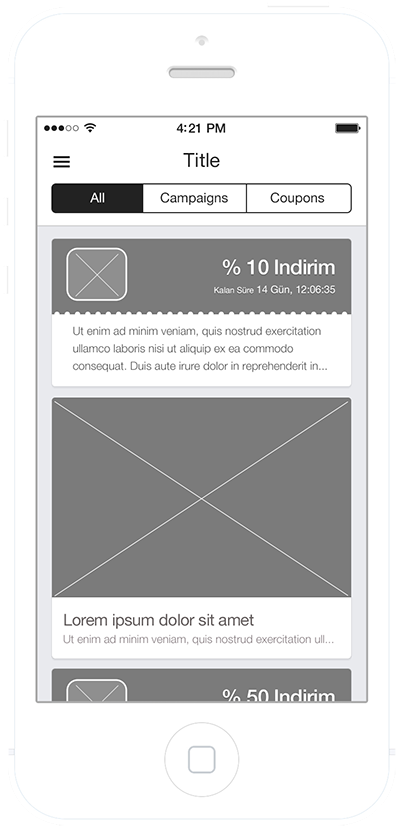 4:21 PM
Title
All Campaigns Coupons
% 10 Indirim
Kalan Süre 14 Gün, 12:06:35
Ut enim ad minim veniam, quis nostrud exercitation
ullamco laboris nisi ut aliquip ex ea commodo
consequat. Duis aute irure dolor in reprehenderit in...
Lorem ipsum dolor sit amet
Ut enim ad minim veniam, quis nostrud exercitation ull...
% 50 Indirim